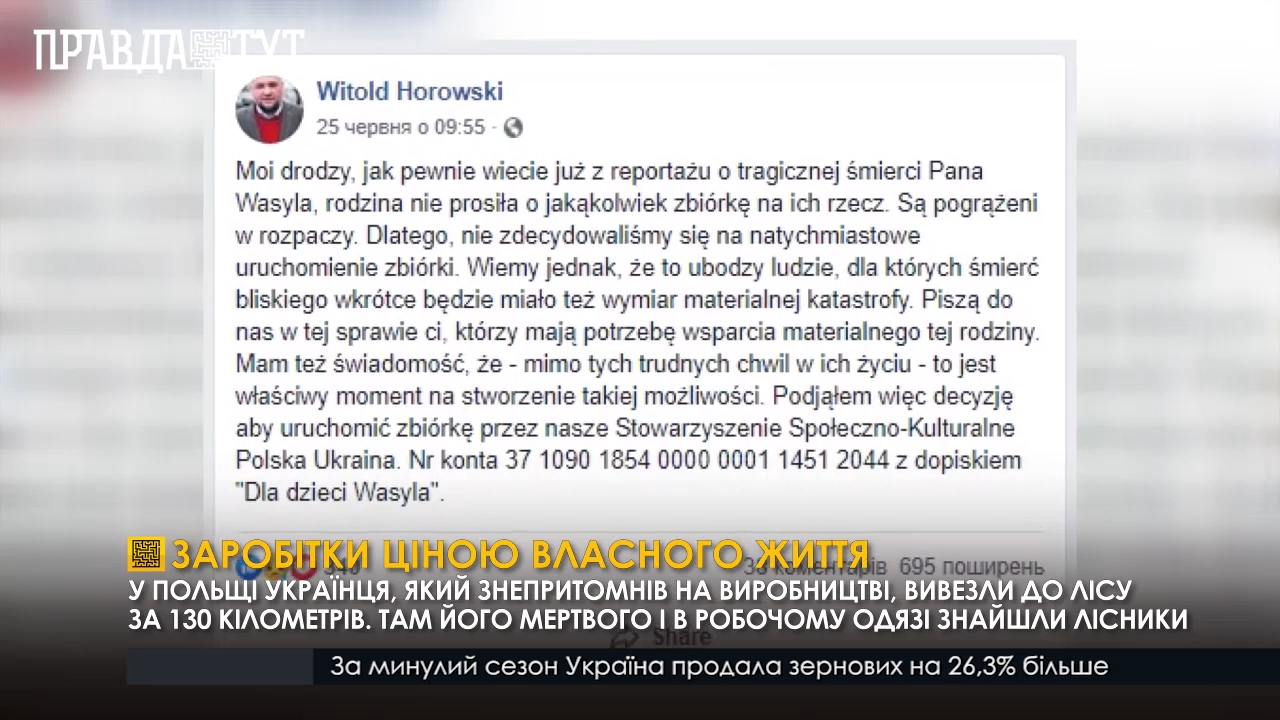 ПРАВДА ТУТ
Witold Horowski
25 червня о 09:55 ·
Moi drodzy, jak pewnie wiecie już z reportażu o tragicznej śmierci Pana
Wasyla, rodzina nie prosiła o jakąkolwiek zbiórkę na ich rzecz. Są pogrążeni
w rozpaczy. Dlatego, nie zdecydowaliśmy się na natychmiastowe
uruchomienie zbiórki. Wiemy jednak, że to ubodzy ludzie, dla których śmierć
bliskiego wkrótce będzie miało też wymiar materialnej katastrofy. Piszą do
nas w tej sprawie ci, którzy mają potrzebę wsparcia materialnego tej rodziny.
Mam też świadomość, że - mimo tych trudnych chwil w ich życiu - to jest
właściwy moment na stworzenie takiej możliwości. Podjąłem więc decyzję
aby uruchomić zbiórkę przez nasze Stowarzyszenie Społeczno-Kulturalne
Polska Ukraina. Nr konta 37 1090 1854 0000 0001 1451 2044 z dopiskiem
"Dla dzieci Wasyla".
ЗАРОБІТКИ ЦІНОЮ ВЛАСНОГО ЖИТТЯ
коментарів 695 поширень
У ПОЛЬЩІ УКРАЇНЦЯ, ЯКИЙ ЗНЕПРИТОМНІВ НА ВИРОБНИЦТВІ, ВИВЕЗЛИ ДО ЛІСУ
ЗА 130 КІЛОМЕТРІВ. ТАМ ЙОГО МЕРТВОГО І В РОБОЧОМУ ОДЯЗІ ЗНАЙШЛИ ЛІСНИКИ
Share
За минулий сезон Україна продала зернових на 26,3% більше